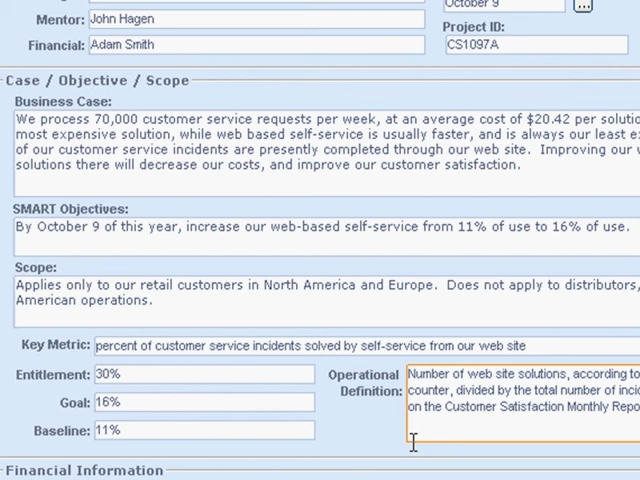 October 9
...
Mentor: John Hagen
Project ID:
Financial: Adam Smith
CS1097A
Case / Objective / Scope
Business Case:
We process 70,000 customer service requests per week, at an average cost of $20.42 per
most expensive solution, while web based self-service is usually faster, and is always our least
of our customer service incidents are presently completed through our web site. Improving our
solutions there will decrease our costs, and improve our customer satisfaction.
SMART Objectives:
By October 9 of this year, increase our web-based self-service from 11% of use to 16% of use.
Scope:
Applies only to our retail customers in North America and Europe. Does not apply to distributors,
American operations.
Key Metric: percent of customer service incidents solved by self-service from our web site
Entitlement: 30%
Goal: 16%
Baseline: 11%
Operational Definition:
Number of web site solutions, according to
counter, divided by the total number of
on the Customer Satisfaction Monthly
Financial Information